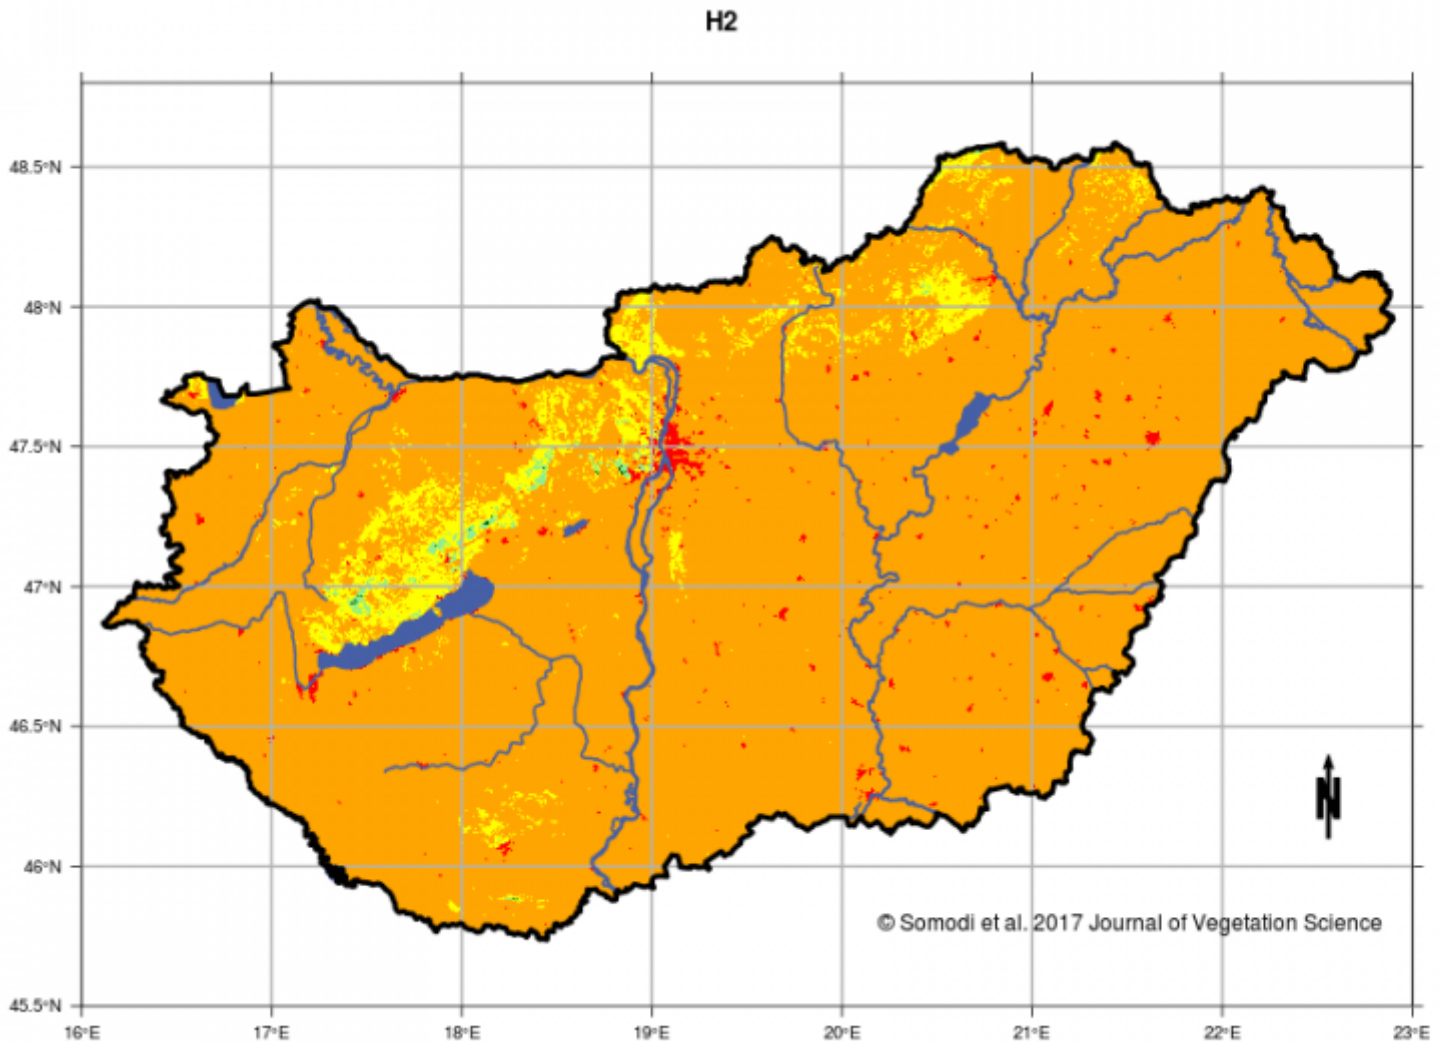 H2
48.5°N
48°N
47.5°N
47°N
46.5°N
46°N
45.5°N
N
© Somodi et al. 2017 Journal of Vegetation Science
16°E 17°E 18°E 19°E 20°E 21°E 22°E 23°E